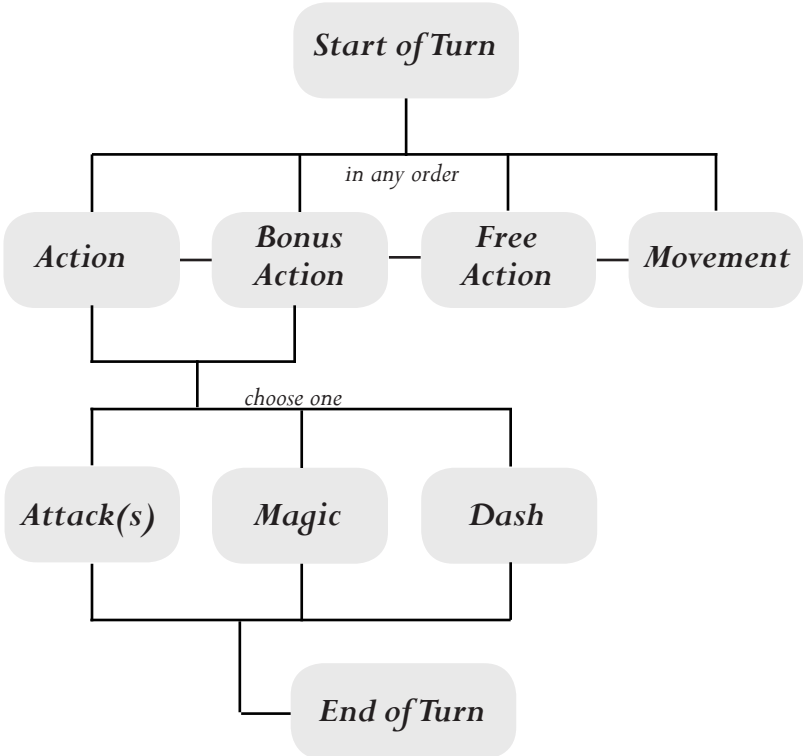 Start of Turn
in any order
Action
Bonus
Action
Free
Action
Movement
choose one
Attack(s)
Magic
Dash
End of Turn